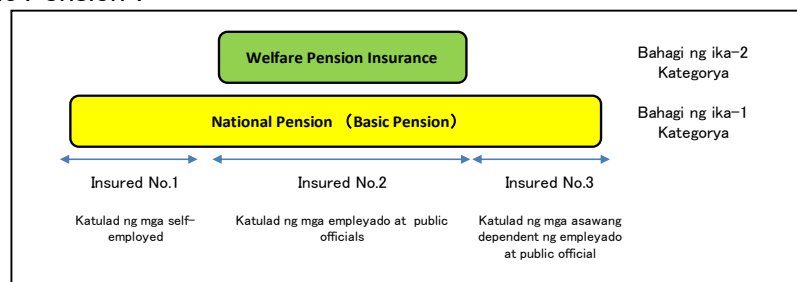 Welfare Pension Insurance
Bahagi ng ika-2
Kategorya
National Pension （Basic Pension）
Bahagi ng ika-1
Kategorya
Insured No.1
Insured No.2
Insured No.3
Katulad ng mga self-
employed
Katulad ng mga empleyado at public
officials
Katulad ng mga asawang
dependent ng empleyado
at public official